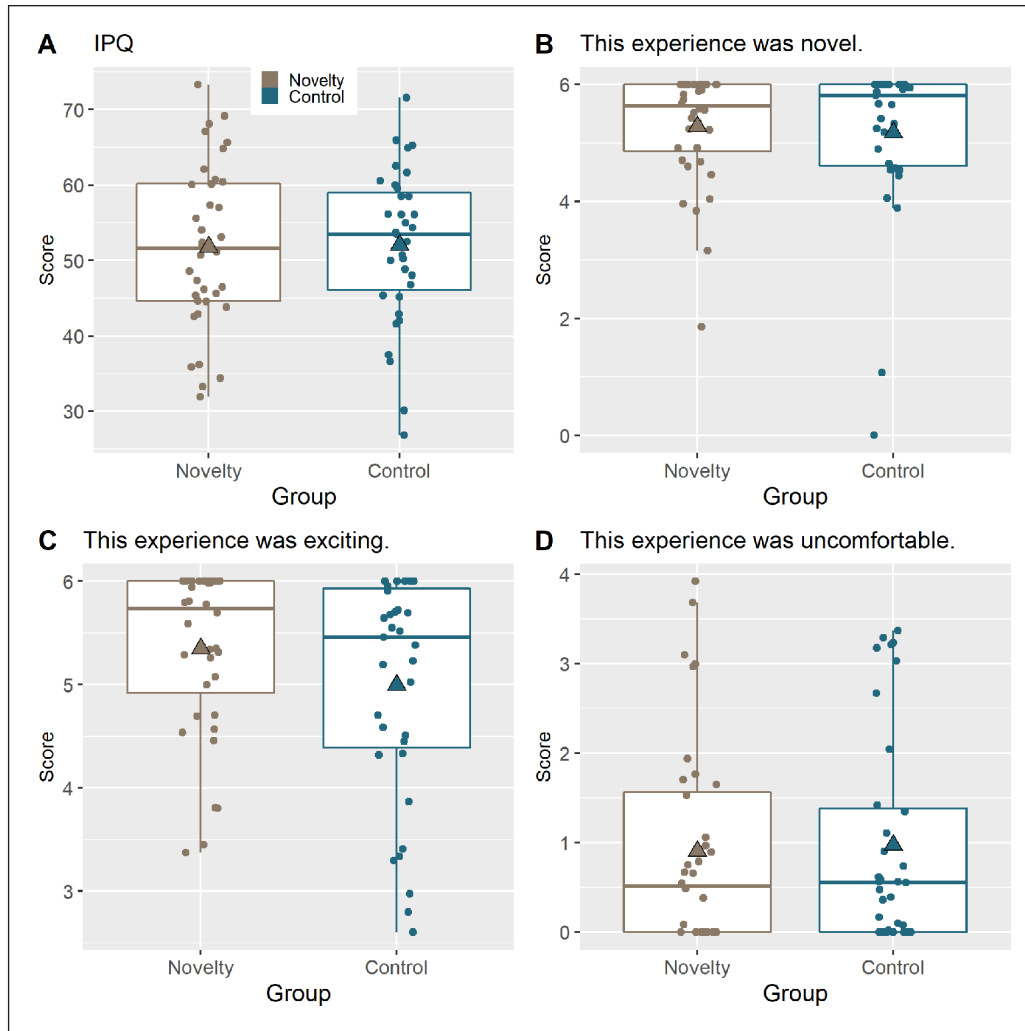 A IPQ
Novelty
Control
70
60
50
40
30
Score
Novelty Control
Group
B This experience was novel.
6
4
2
0
Score
Novelty Control
Group
C This experience was exciting.
6
5
4
3
Score
Novelty Control
Group
D This experience was uncomfortable.
4
3
2
1
0
Score
Novelty Control
Group